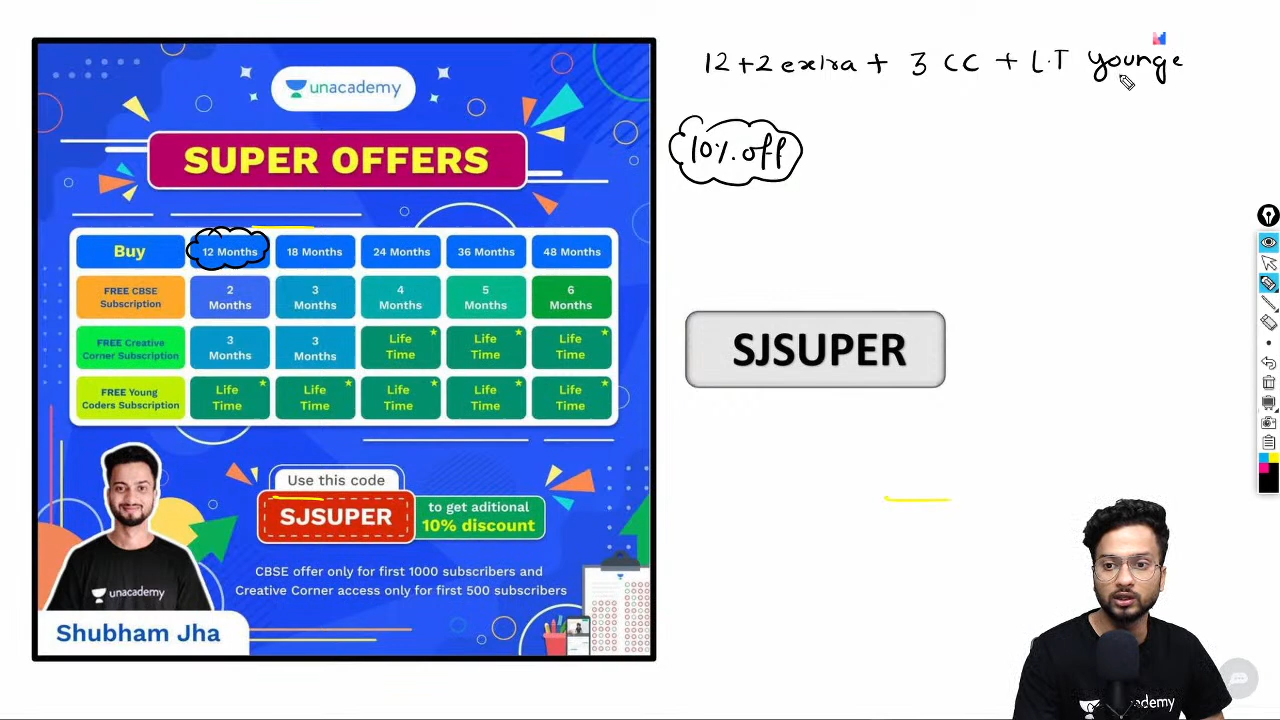 unacademy
SUPER OFFERS
Buy 12 Months 18 Months 24 Months 36 Months 48 Months
FREE CBSE Subscription 2 Months 3 Months 4 Months 5 Months 6 Months
FREE Creative Corner Subscription 3 Months 3 Months Life Time Life Time Life Time
FREE Young Coders Subscription Life Time Life Time Life Time Life Time Life Time
Use this code
SJSUPER
to get aditional
10% discount
CBSE offer only for first 1000 subscribers and
Creative Corner access only for first 500 subscribers
unacademy
Shubham Jha
12 + 2 extra + 3 CC + L.T younge
10% off
SJSUPER
unacademy